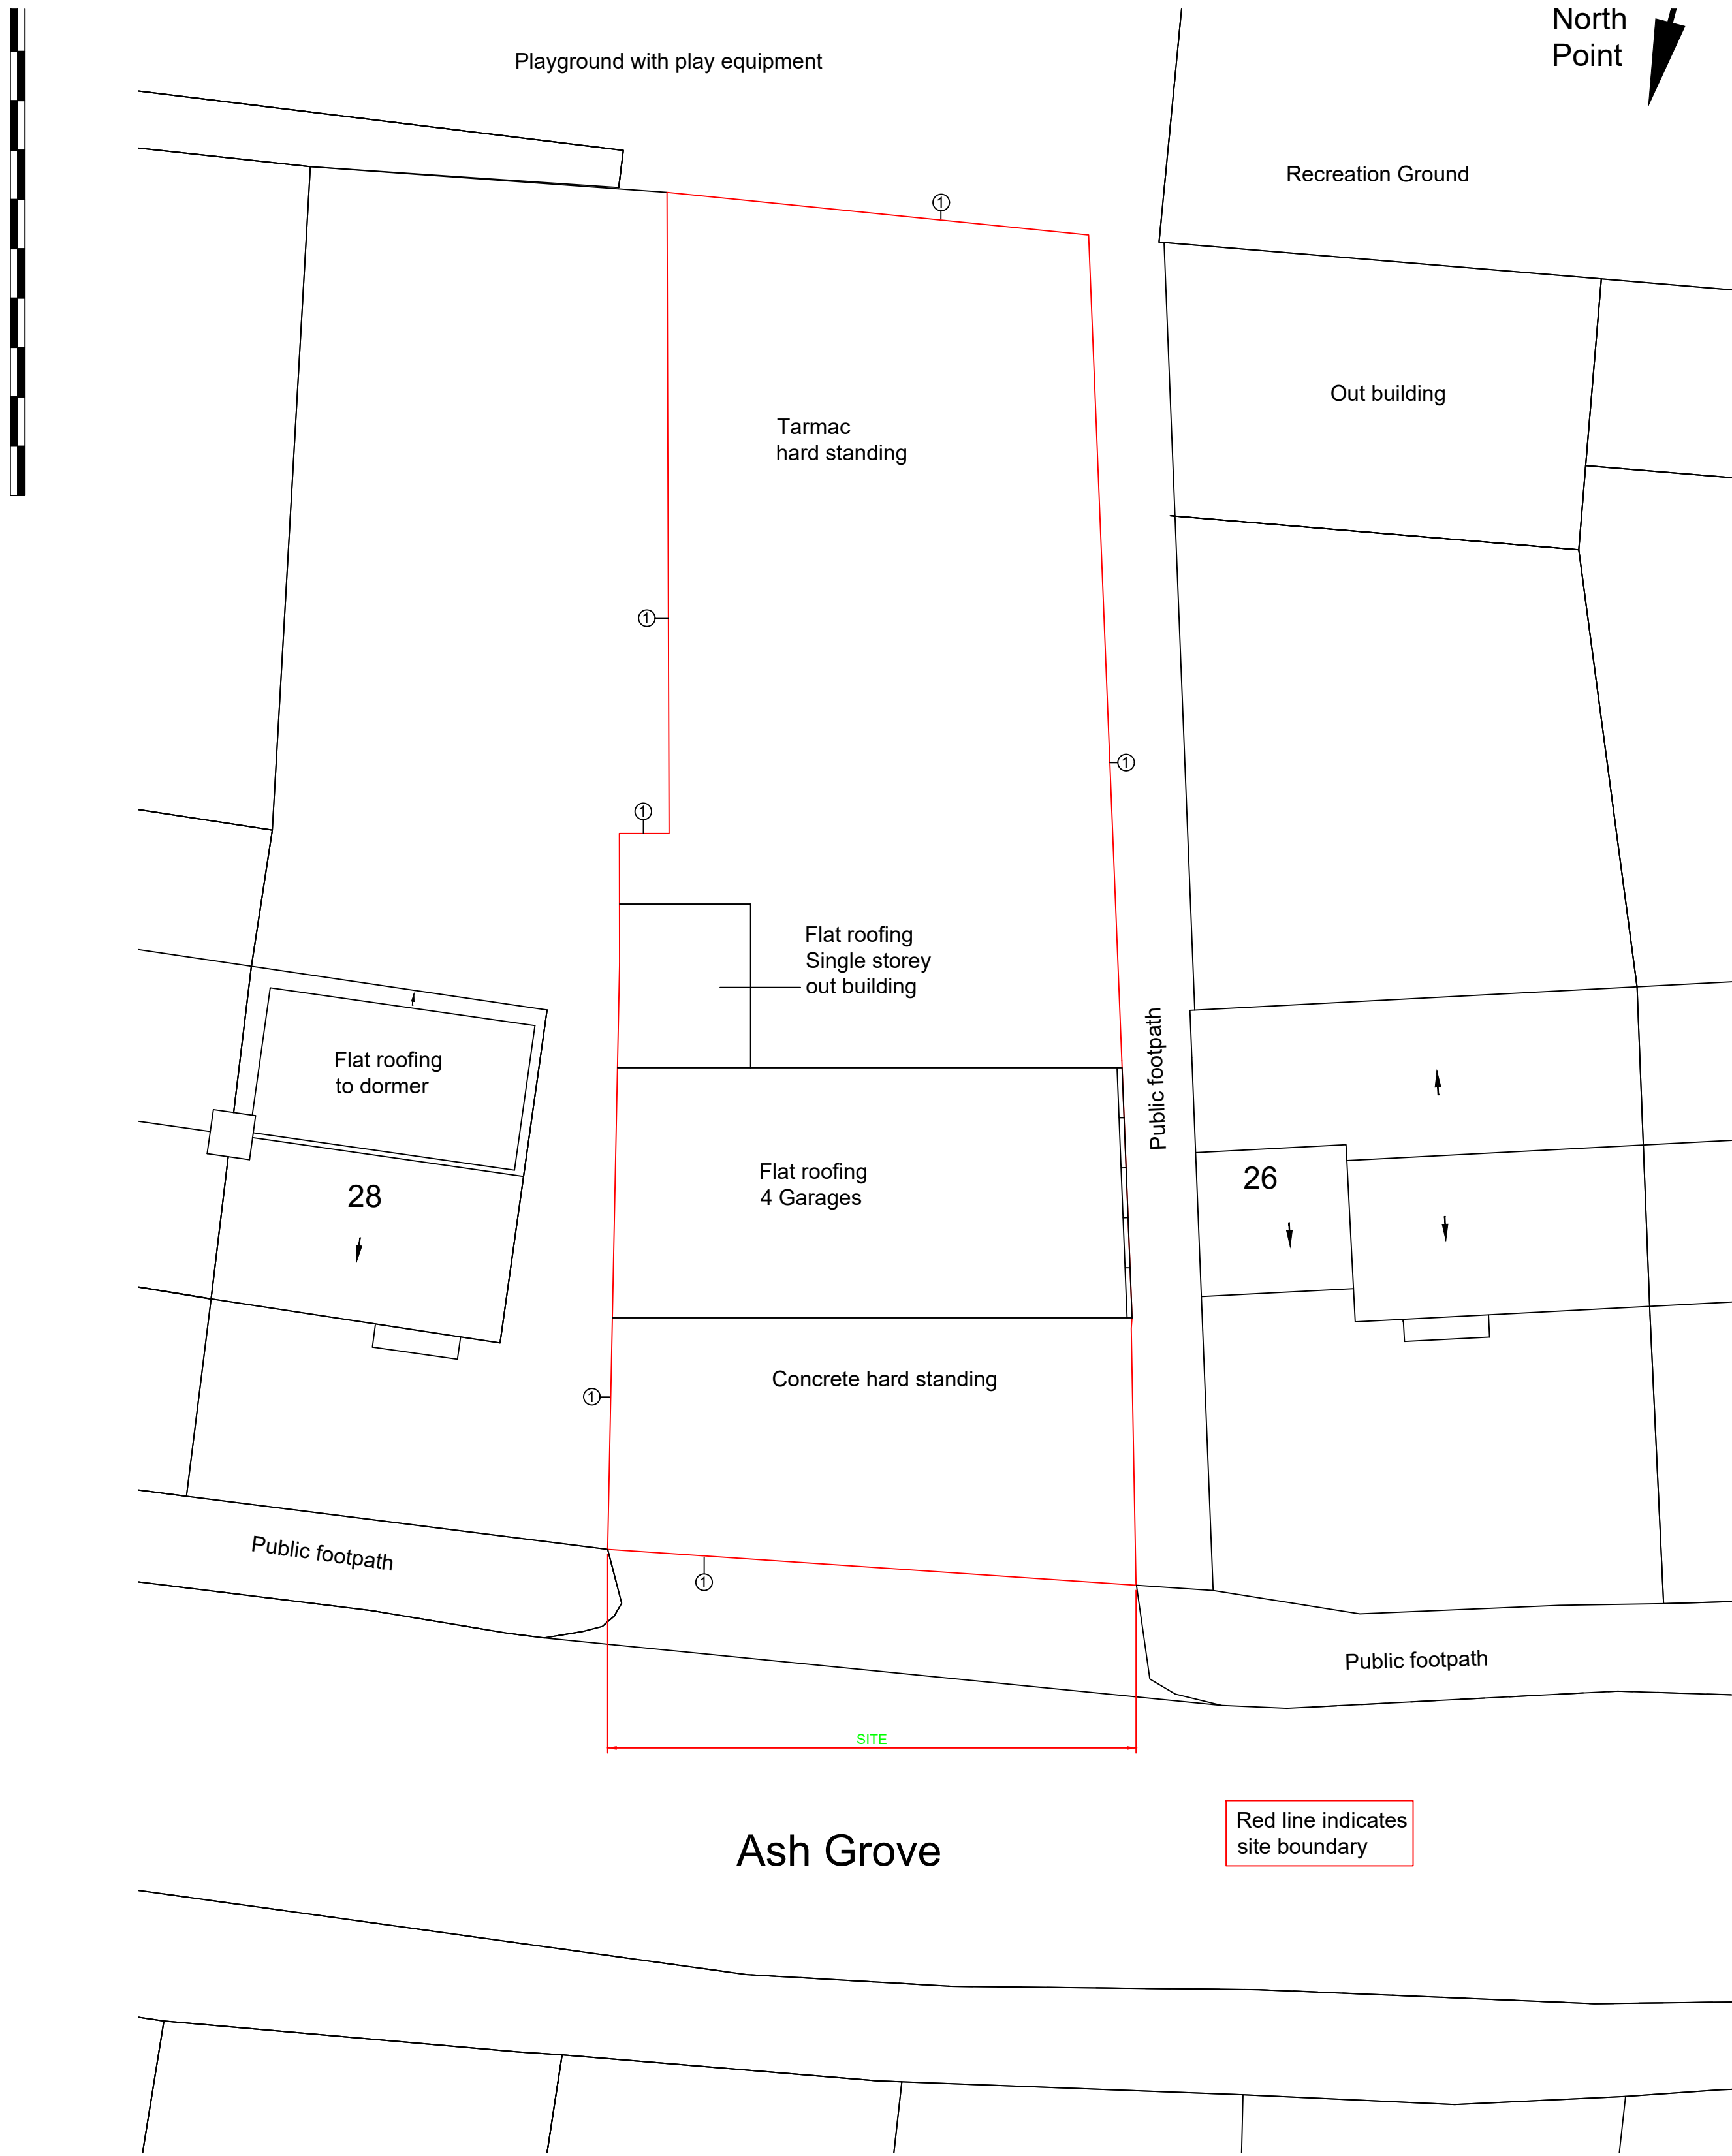 North
Point
Playground with play equipment
Recreation Ground
1
Out building
Tarmac
hard standing
1
1
1
Flat roofing
Single storey
out building
Public footpath
Flat roofing
to dormer
Flat roofing
4 Garages
26
28
Concrete hard standing
1
Public footpath
1
Public footpath
SITE
Red line indicates
site boundary
Ash Grove